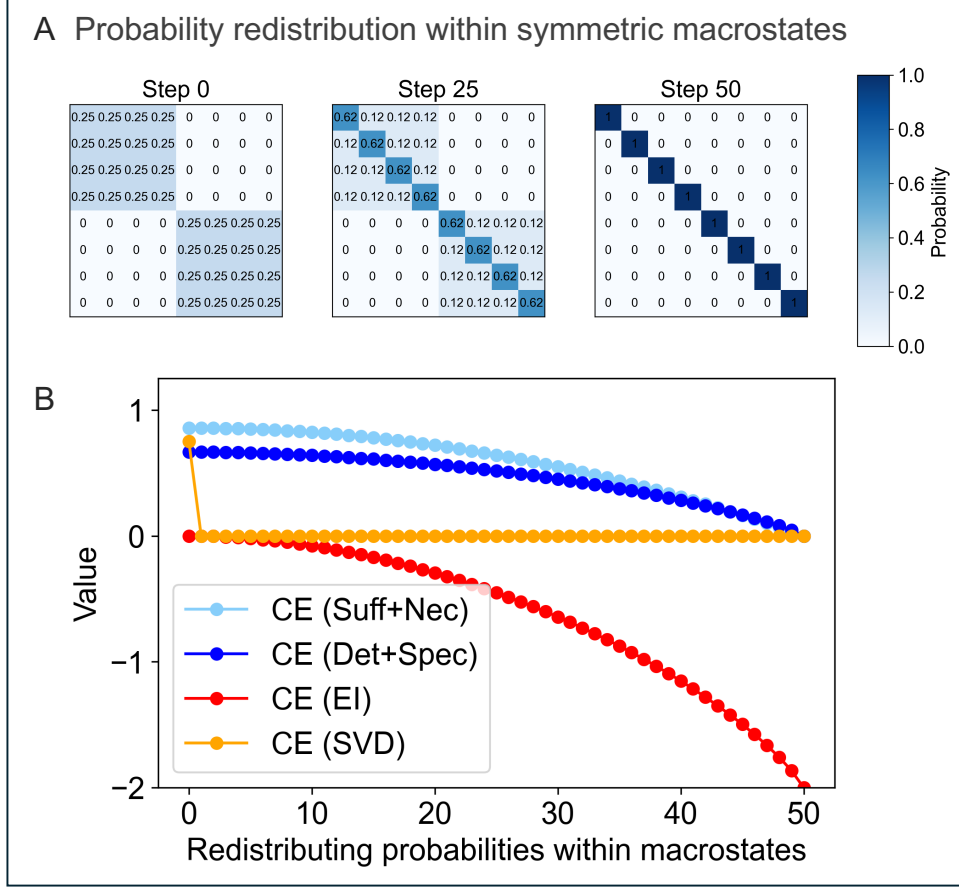 A Probability redistribution within symmetric macrostates
Step 0
0.25 0.25 0.25 0.25 0 0 0 0
0.25 0.25 0.25 0.25 0 0 0 0
0.25 0.25 0.25 0.25 0 0 0 0
0.25 0.25 0.25 0.25 0 0 0 0
0 0 0 0 0.25 0.25 0.25 0.25
0 0 0 0 0.25 0.25 0.25 0.25
0 0 0 0 0.25 0.25 0.25 0.25
0 0 0 0 0.25 0.25 0.25 0.25
Step 25
0.62 0.12 0.12 0.12 0 0 0 0
0.12 0.62 0.12 0.12 0 0 0 0
0.12 0.12 0.62 0.12 0 0 0 0
0.12 0.12 0.12 0.62 0 0 0 0
0 0 0 0 0.62 0.12 0.12 0.12
0 0 0 0 0.12 0.62 0.12 0.12
0 0 0 0 0.12 0.12 0.62 0.12
0 0 0 0 0.12 0.12 0.12 0.62
Step 50
1 0 0 0 0 0 0 0
0 1 0 0 0 0 0 0
0 0 1 0 0 0 0 0
0 0 0 1 0 0 0 0
0 0 0 0 1 0 0 0
0 0 0 0 0 1 0 0
0 0 0 0 0 0 1 0
0 0 0 0 0 0 0 1
1.0
0.8
0.6
0.4
0.2
0.0
Probability
B
1
0
−1
−2
Value
CE (Suff+Nec)
CE (Det+Spec)
CE (EI)
CE (SVD)
0 10 20 30 40 50
Redistributing probabilities within macrostates